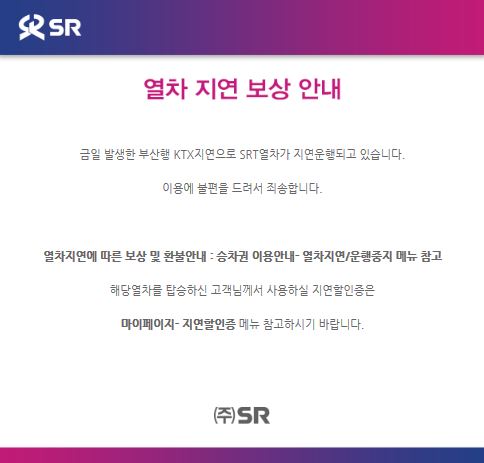 SR
열차 지연 보상 안내
금일 발생한 부산행 KTX지연으로 SRT열차가 지연운행되고 있습니다.
이용에 불편을 드려서 죄송합니다.
열차지연에 따른 보상 및 환불안내 : 승차권 이용안내- 열차지연/운행중지 메뉴 참고
해당열차를 탑승하신 고객님께서 사용하실 지연할인증은
마이페이지- 지연할인증 메뉴 참고하시기 바랍니다.
(주)SR